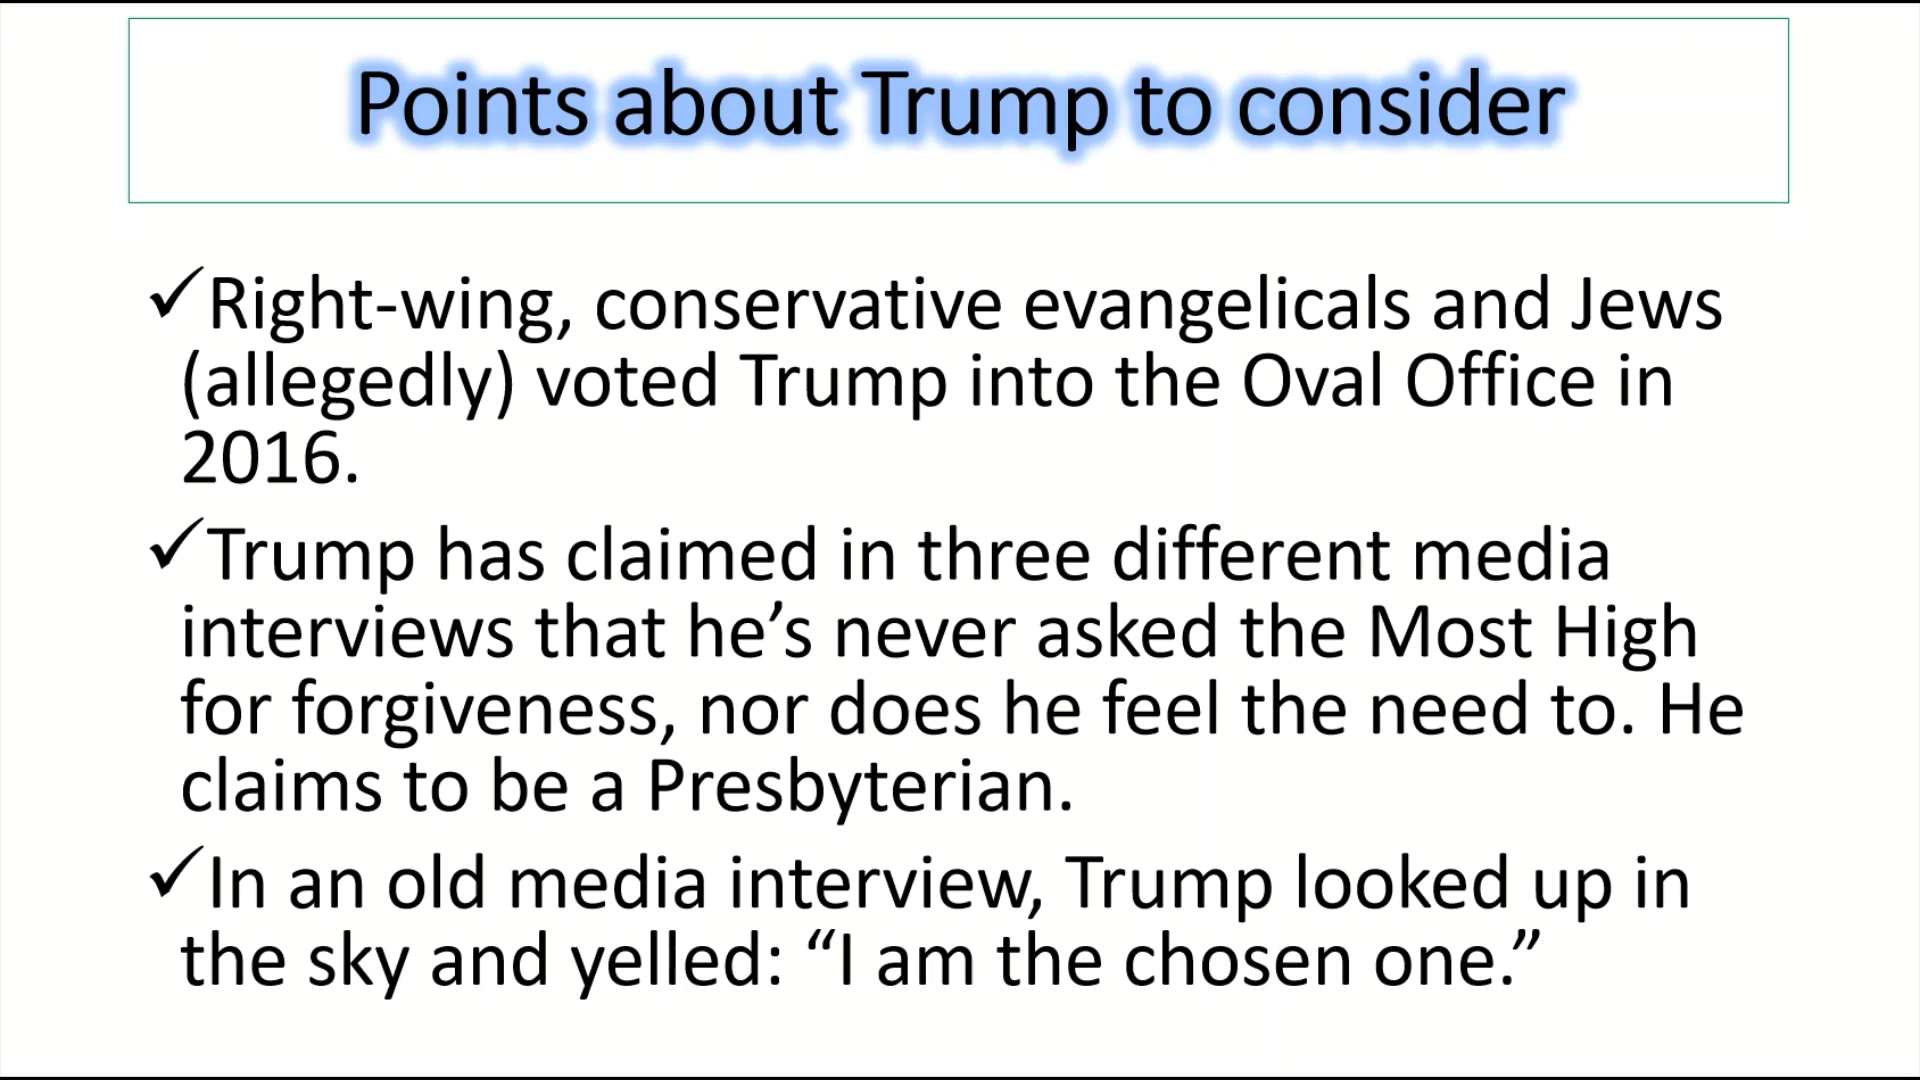 Points about Trump to consider
✓Right-wing, conservative evangelicals and Jews
(allegedly) voted Trump into the Oval Office in
2016.
✓Trump has claimed in three different media
interviews that he’s never asked the Most High
for forgiveness, nor does he feel the need to. He
claims to be a Presbyterian.
✓In an old media interview, Trump looked up in
the sky and yelled: “I am the chosen one.”